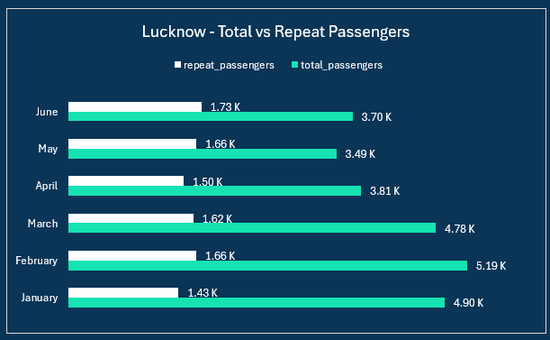 Lucknow - Total vs Repeat Passengers
repeat_passengers total_passengers
June 1.73 K
3.70 K
May 1.66 K
3.49 K
April 1.50 K
3.81 K
March 1.62 K
4.78 K
February 1.66 K
5.19 K
January 1.43 K
4.90 K